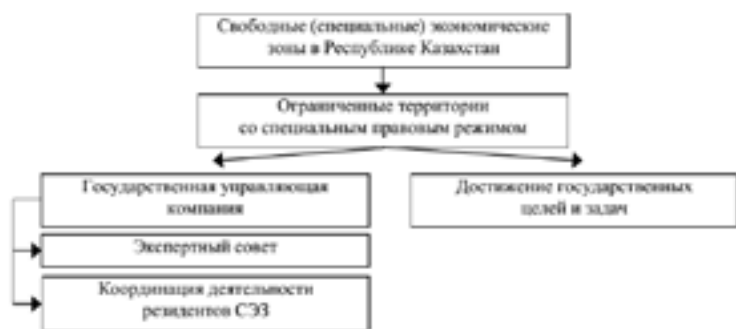 Свободные (специальные) экономические
зоны в Республике Казахстан
Ограниченные территории
со специальным правовым режимом
Государственная управляющая
компания
Достижение государственных
целей и задач
Экспертный совет
Координация деятельности
резидентов СЭЗ